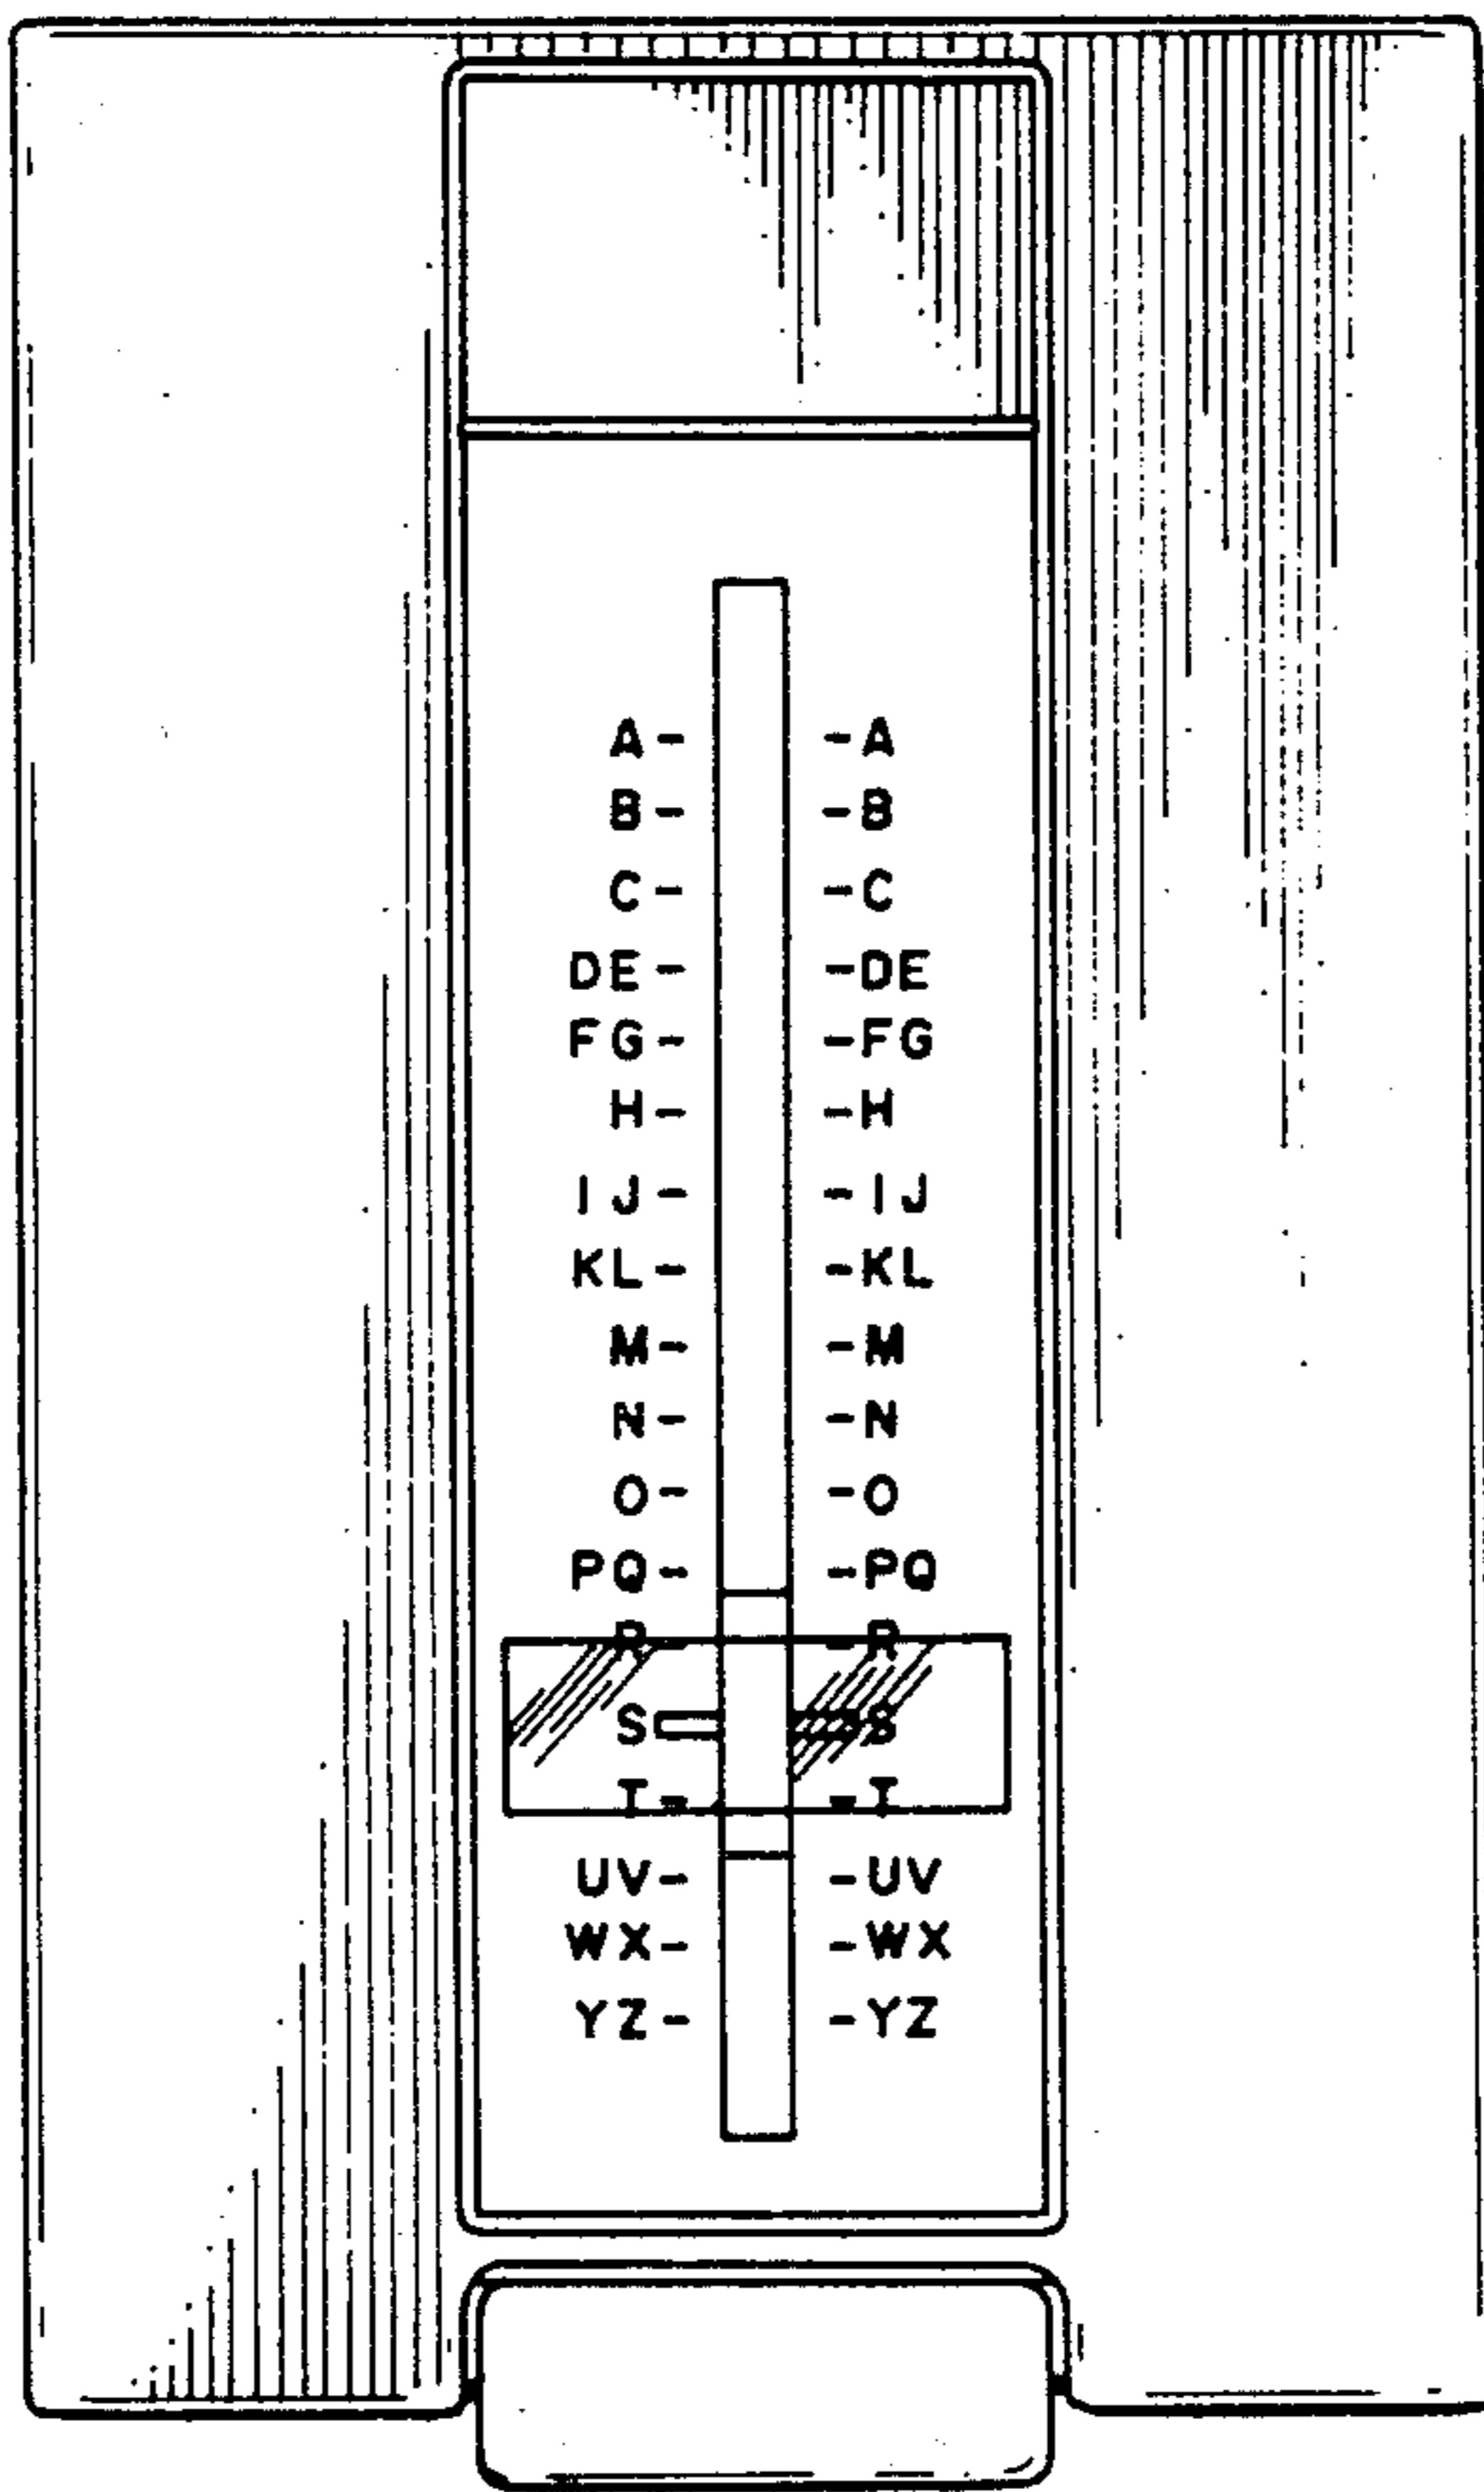 A- -A
B- -B
C- -C
DE- -DE
FG- -FG
H- -H
IJ- -IJ
KL- -KL
M- -M
N- -N
O- -O
PQ- -PQ
R- -R
S S
T- -T
UV- -UV
WX- -WX
YZ- -YZ